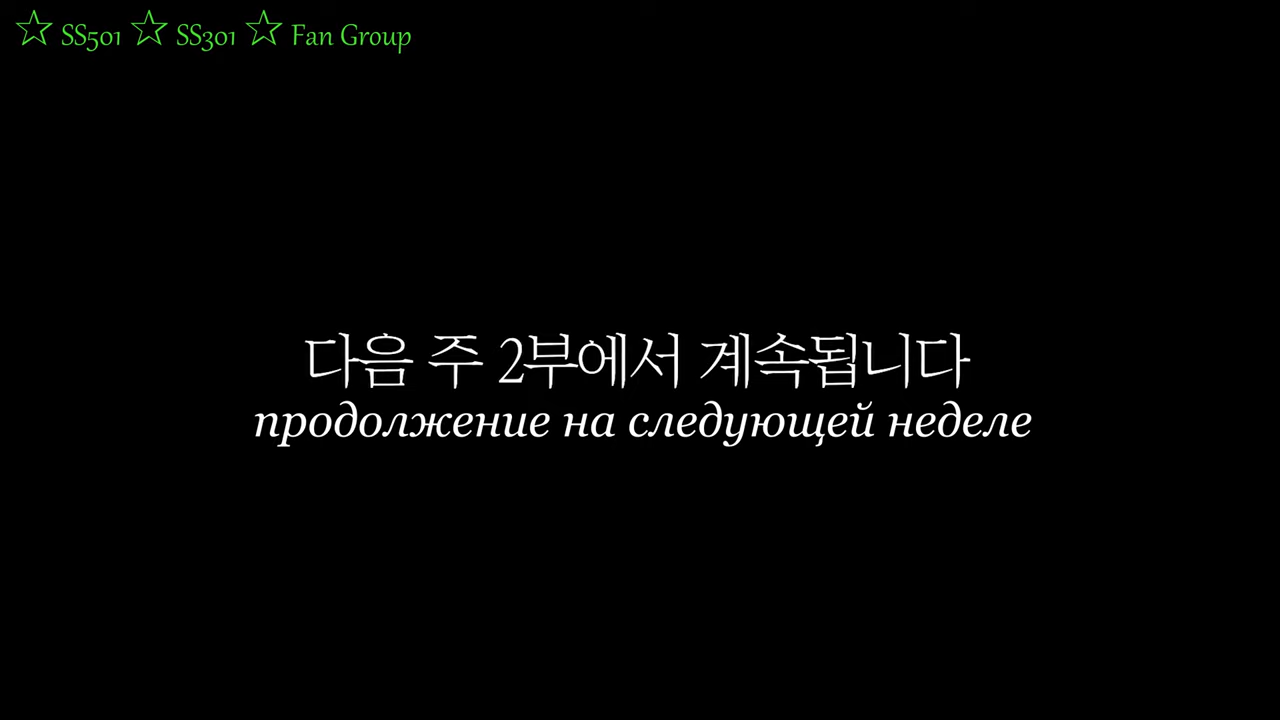 ☆ SS501 ☆ SS301 ☆ Fan Group
다음 주 2부에서 계속됩니다
продолжение на следующей неделе